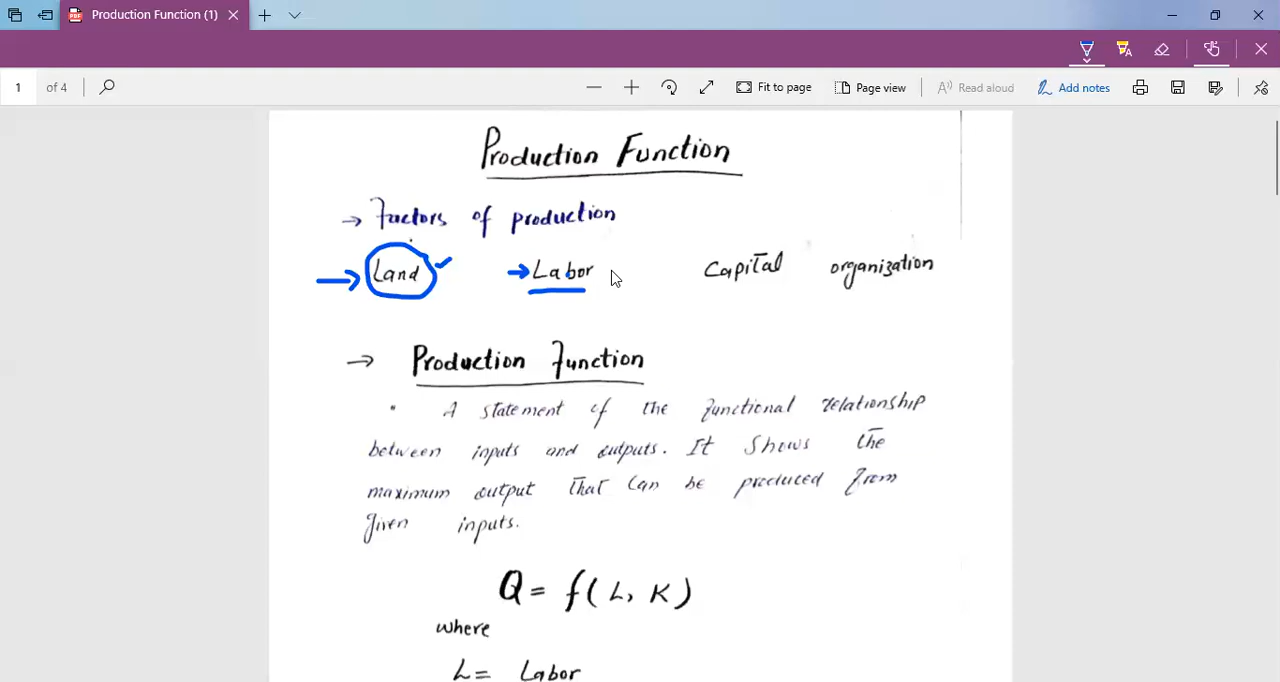 Production Function (1)
1 of 4 Fit to page Page view Read aloud Add notes
Production Function
→ Factors of production
→ Land ✓ → Labor Capital organization
→ Production Function
• A statement of the functional relationship
between inputs and outputs. It shows the
maximum output that can be produced from
given inputs.
Q = f(L, K)
where
L = Labor